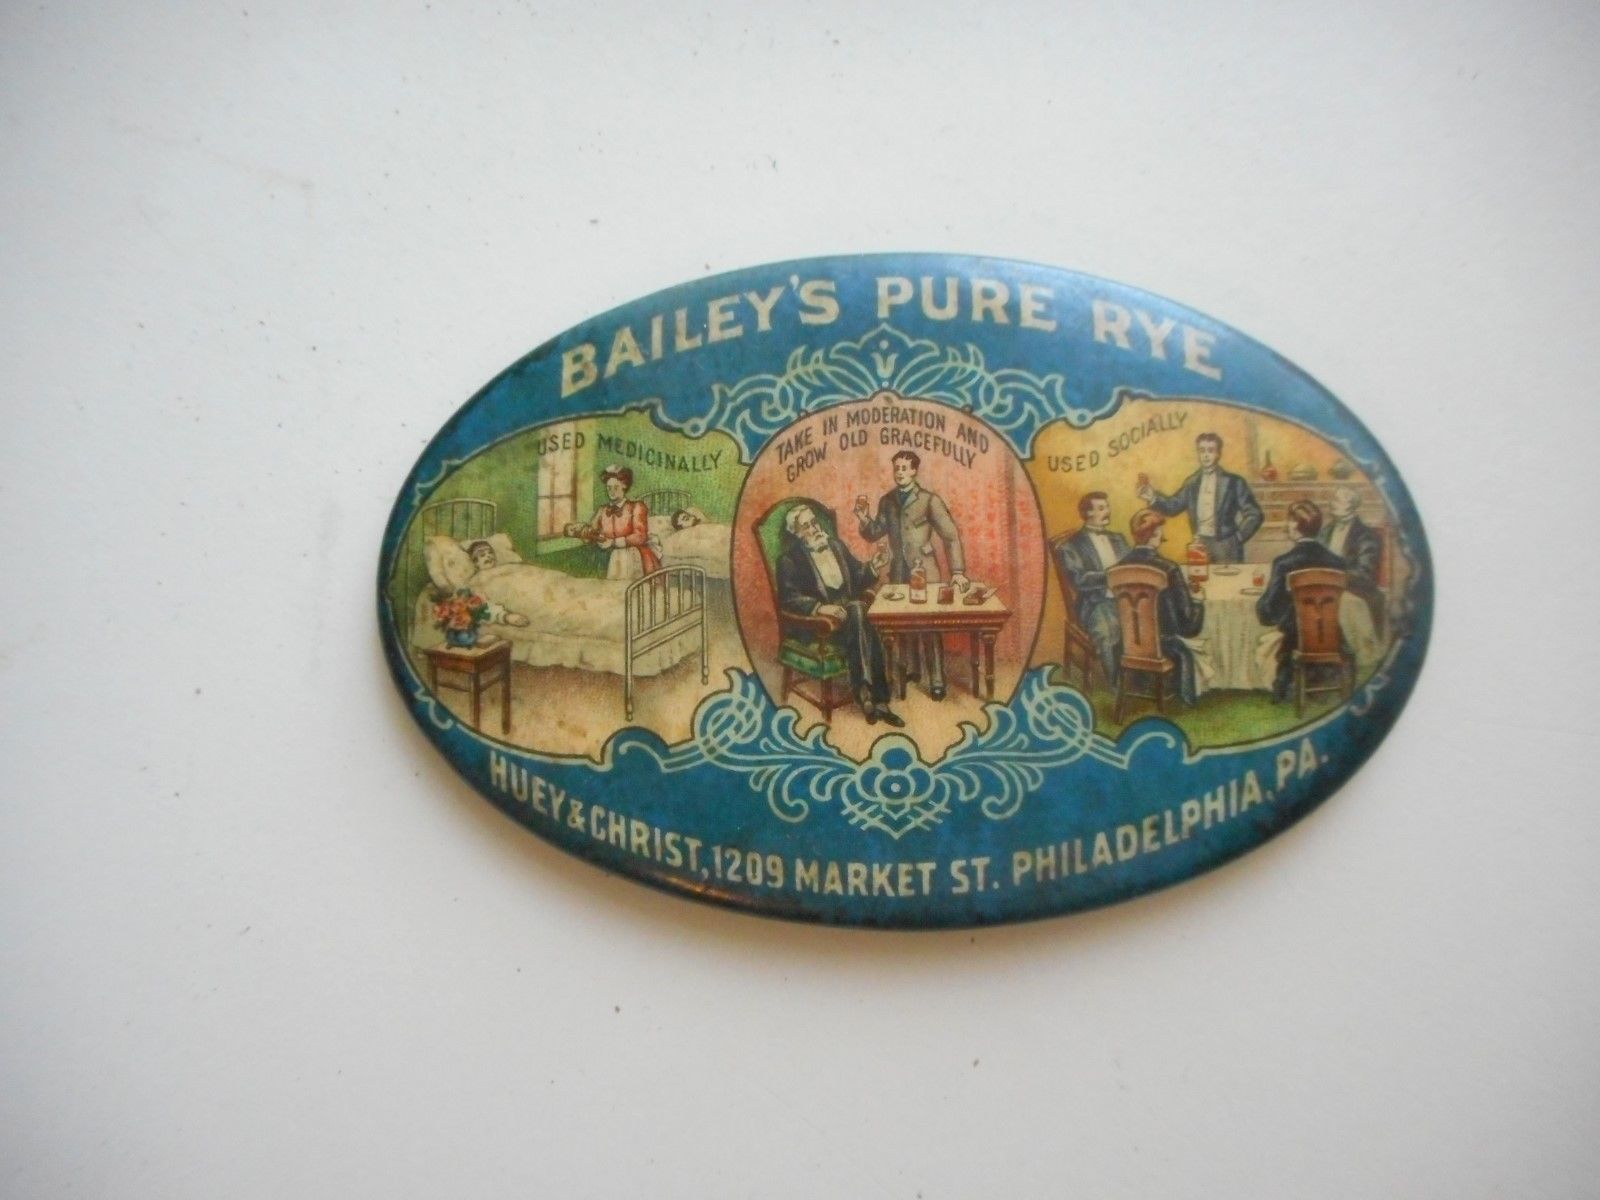 BAILEY'S PURE RYE
USED MEDICINALLY
TAKE IN MODERATION AND
GROW OLD GRACEFULLY
USED SOCIALLY
HUEY & CHRIST, 1209 MARKET ST. PHILADELPHIA, PA.